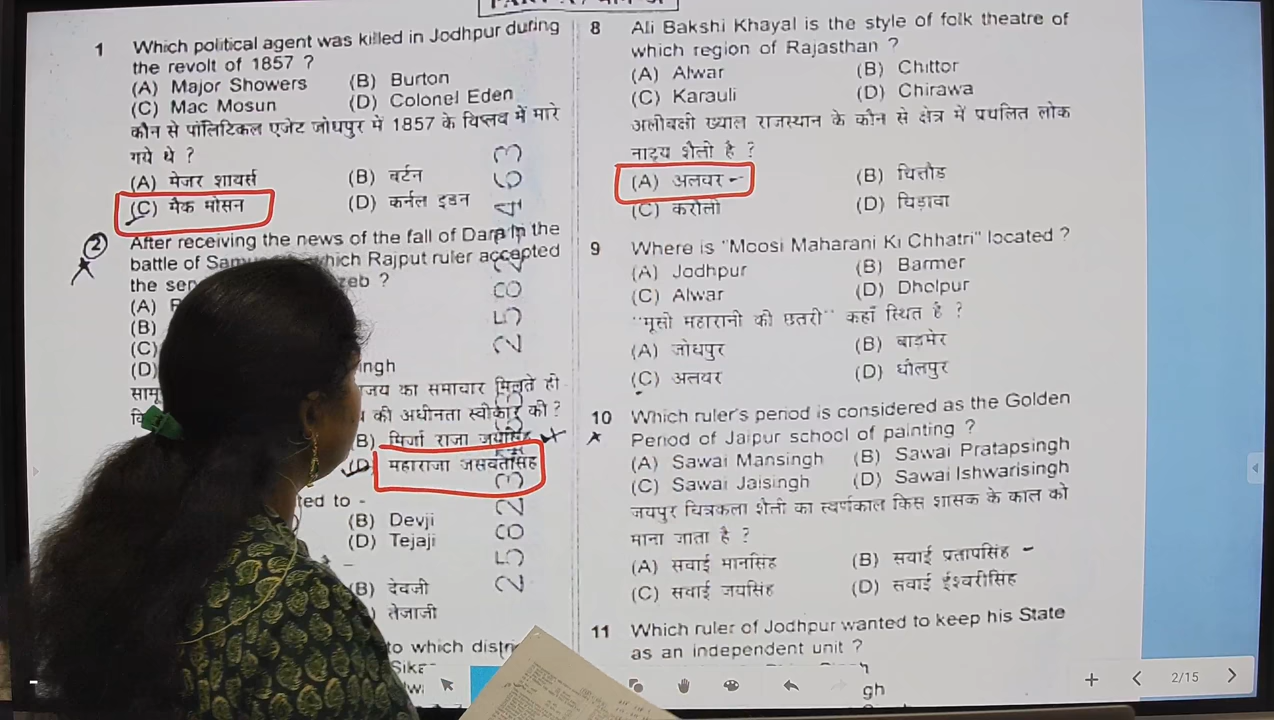 1 Which political agent was killed in Jodhpur during
the revolt of 1857 ?
(A) Major Showers (B) Burton
(C) Mac Mosun (D) Colonel Eden
कौन से पॉलिटिकल एजेंट जोधपुर में 1857 के विप्लव में मारे
गये थे ?
(A) मेजर शावर्स (B) बर्टन
(C) मैक मोसन (D) कर्नल इडन
2 After receiving the news of the fall of Dara in the
battle of which Rajput ruler accepted
the zeb ?
(A)
(B)
(C)
(D) ingh
का समाचार मिलते ही
की अधीनता स्वीकार की?
(B) मिर्जा राजा जयसिंह
(D) महाराजा जसवंतसिंह
ted to -
(B) Devji
(D) Tejaji
(B) देवजी
तेजाजी
to which
8 Ali Bakshi Khayal is the style of folk theatre of
which region of Rajasthan ?
(A) Alwar (B) Chittor
(C) Karauli (D) Chirawa
अलीबक्षी ख्याल राजस्थान के कौन से क्षेत्र में प्रचलित लोक
नाट्य शैली है ?
(A) अलवर (B) चित्तौड
(C) करौली (D) चिड़ावा
9 Where is "Moosi Maharani Ki Chhatri" located ?
(A) Jodhpur (B) Barmer
(C) Alwar (D) Dholpur
"मूसी महारानी की छतरी" कहाँ स्थित है ?
(A) जोधपुर (B) बाड़मेर
(C) अलवर (D) धौलपुर
10 Which ruler's period is considered as the Golden
Period of Jaipur school of painting ?
(A) Sawai Mansingh (B) Sawai Pratapsingh
(C) Sawai Jaisingh (D) Sawai Ishwarisingh
जयपुर चित्रकला शैली का स्वर्णकाल किस शासक के काल को
माना जाता है ?
(A) सवाई मानसिंह (B) सवाई प्रतापसिंह
(C) सवाई जयसिंह (D) सवाई ईश्वरीसिंह
11 Which ruler of Jodhpur wanted to keep his State
as an independent unit ?
gh
2/15